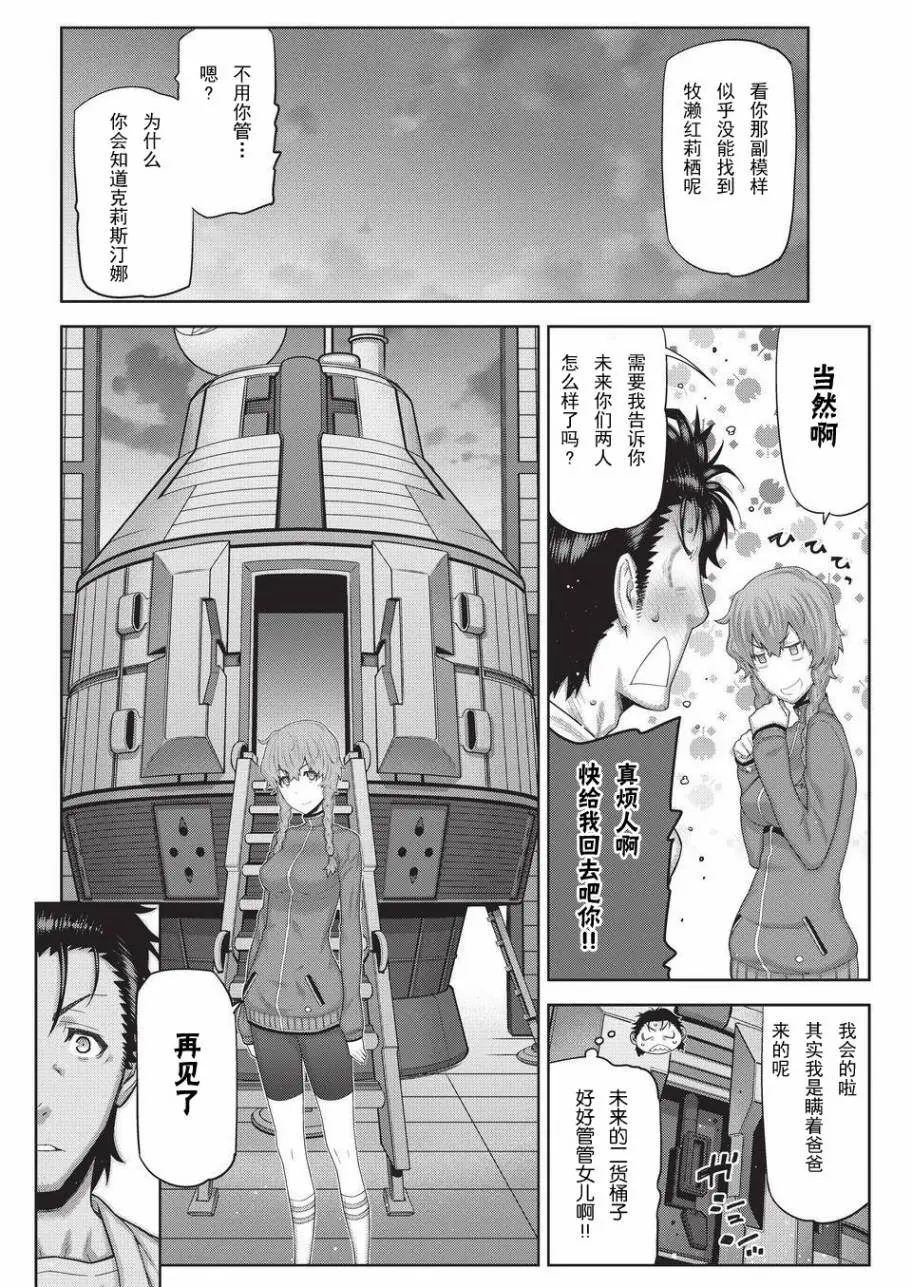 看你那副模样
似乎没能找到
牧濑红莉栖呢
不用你管…
嗯？
为什么
你会知道克莉斯汀娜
当然啊
需要我告诉你
未来你们两人
怎么样了吗？
ひひひっ
真烦人啊
快给我回去吧你!!
我会的啦
其实我是瞒着爸爸
来的呢
未来的二货桶子
好好管管女儿啊!!
再见了